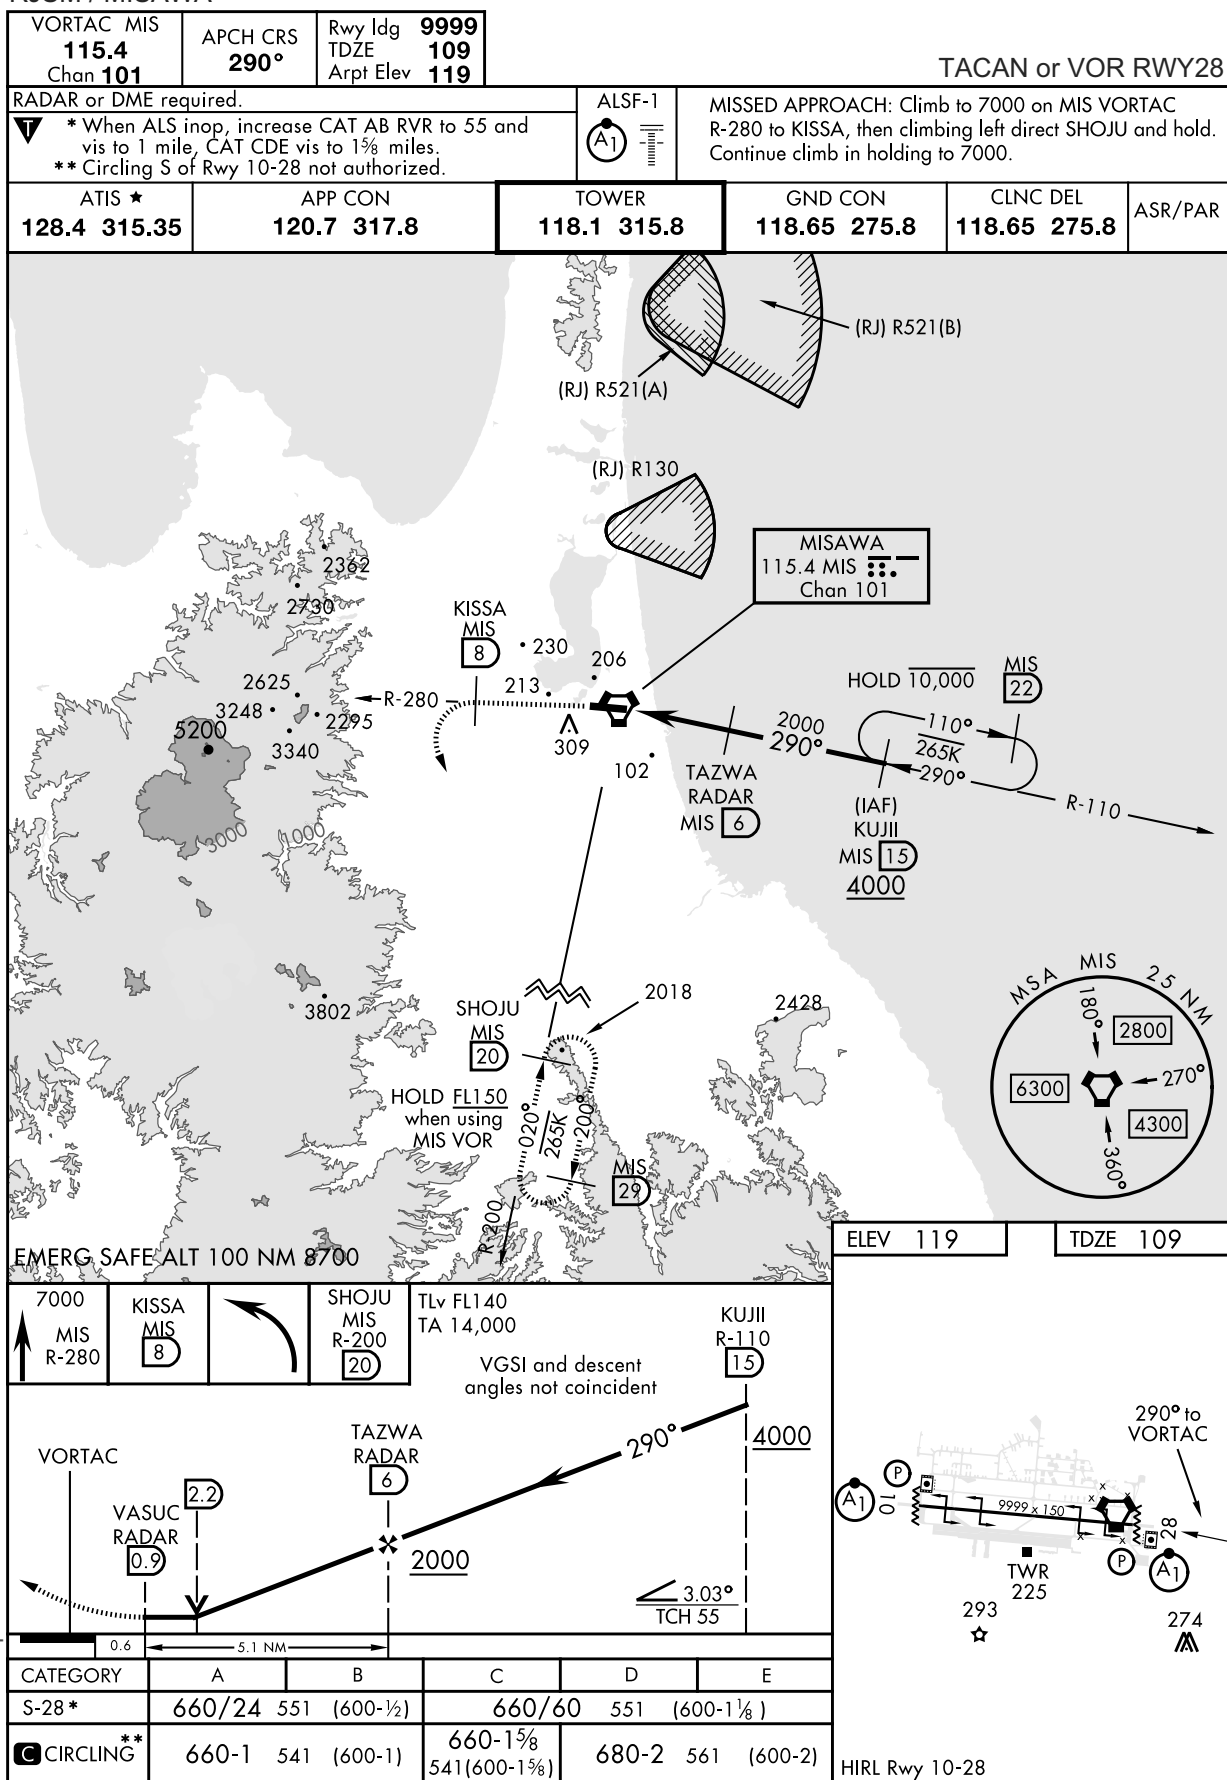 VORTAC MIS
115.4
Chan 101
APCH CRS
290°
Rwy ldg 9999
TDZE 109
Arpt Elev 119
TACAN or VOR RWY28
RADAR or DME required.
T
* When ALS inop, increase CAT AB RVR to 55 and
vis to 1 mile, CAT CDE vis to 1⅝ miles.
** Circling S of Rwy 10-28 not authorized.
ALSF-1
A1
MISSED APPROACH: Climb to 7000 on MIS VORTAC
R-280 to KISSA, then climbing left direct SHOJU and hold.
Continue climb in holding to 7000.
ATIS ★
128.4 315.35
APP CON
120.7 317.8
TOWER
118.1 315.8
GND CON
118.65 275.8
CLNC DEL
118.65 275.8
ASR/PAR
(RJ) R521(B)
(RJ) R521(A)
(RJ) R130
MISAWA
115.4 MIS
Chan 101
2362
2730
KISSA
MIS
8
230
206
213
R-280
309
102
2625
3248
2295
5200
3340
3000
1000
HOLD 10,000
MIS
22
110°
265K
290°
2000
290°
R-110
TAZWA
RADAR
MIS 6
(IAF)
KUJII
MIS 15
4000
3802
SHOJU
MIS
20
2018
2428
HOLD FL150
when using
MIS VOR
020°
265K
200°
MIS
29
R-200
MSA MIS 25 NM
180°
2800
6300
270°
4300
360°
EMERG SAFE ALT 100 NM 8700
ELEV 119
TDZE 109
7000
MIS
R-280
KISSA
MIS
8
SHOJU
MIS
R-200
20
TLv FL140
TA 14,000
VGSI and descent
angles not coincident
KUJII
R-110
15
4000
290°
TAZWA
RADAR
6
2000
VORTAC
VASUC
RADAR
0.9
2.2
3.03°
TCH 55
0.6
5.1 NM
290° to
VORTAC
A1
P
10
9999 x 150
28
P
A1
TWR
225
293
274
CATEGORY A B C D E
S-28 * 660/24 551 (600-½) 660/60 551 (600-1⅛)
C CIRCLING ** 660-1 541 (600-1) 660-1⅝ 541(600-1⅝) 680-2 561 (600-2)
HIRL Rwy 10-28